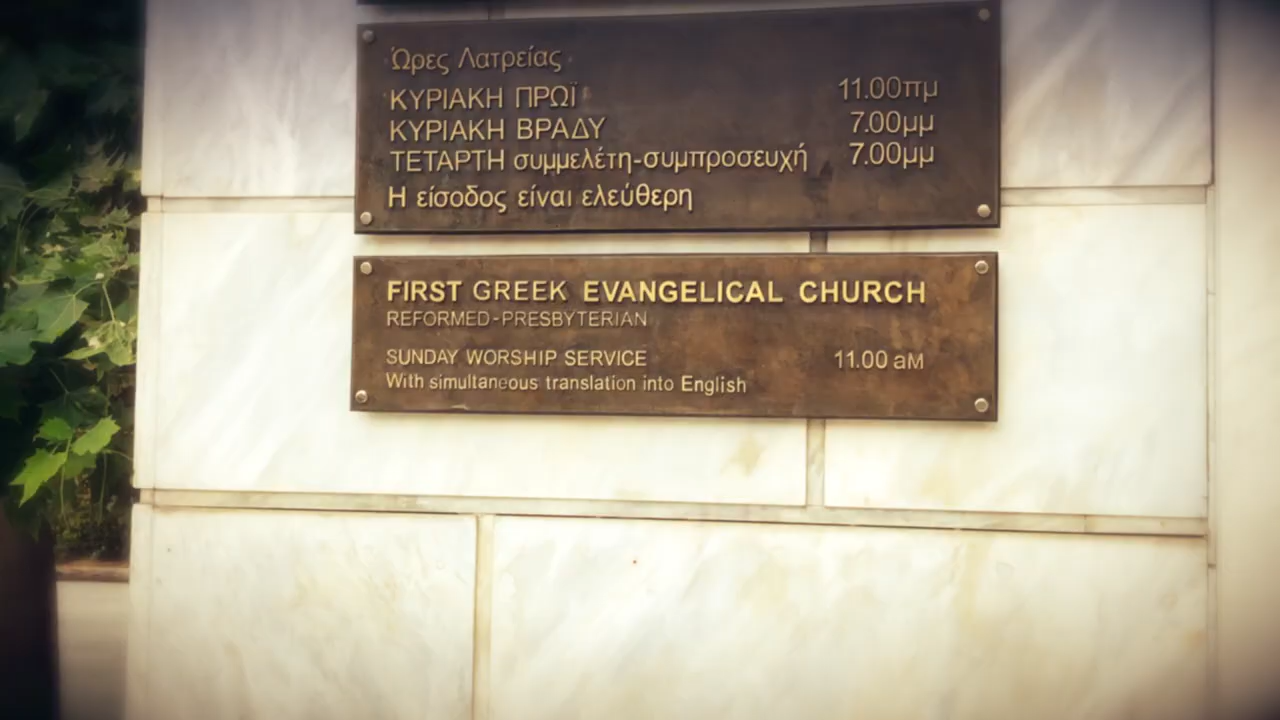 Ώρες Λατρείας
ΚΥΡΙΑΚΗ ΠΡΩΪ 11.00πμ
ΚΥΡΙΑΚΗ ΒΡΑΔΥ 7.00μμ
ΤΕΤΑΡΤΗ συμμελέτη-συμπροσευχή 7.00μμ
Η είσοδος είναι ελεύθερη
FIRST GREEK EVANGELICAL CHURCH
REFORMED-PRESBYTERIAN
SUNDAY WORSHIP SERVICE 11.00 aM
With simultaneous translation into English